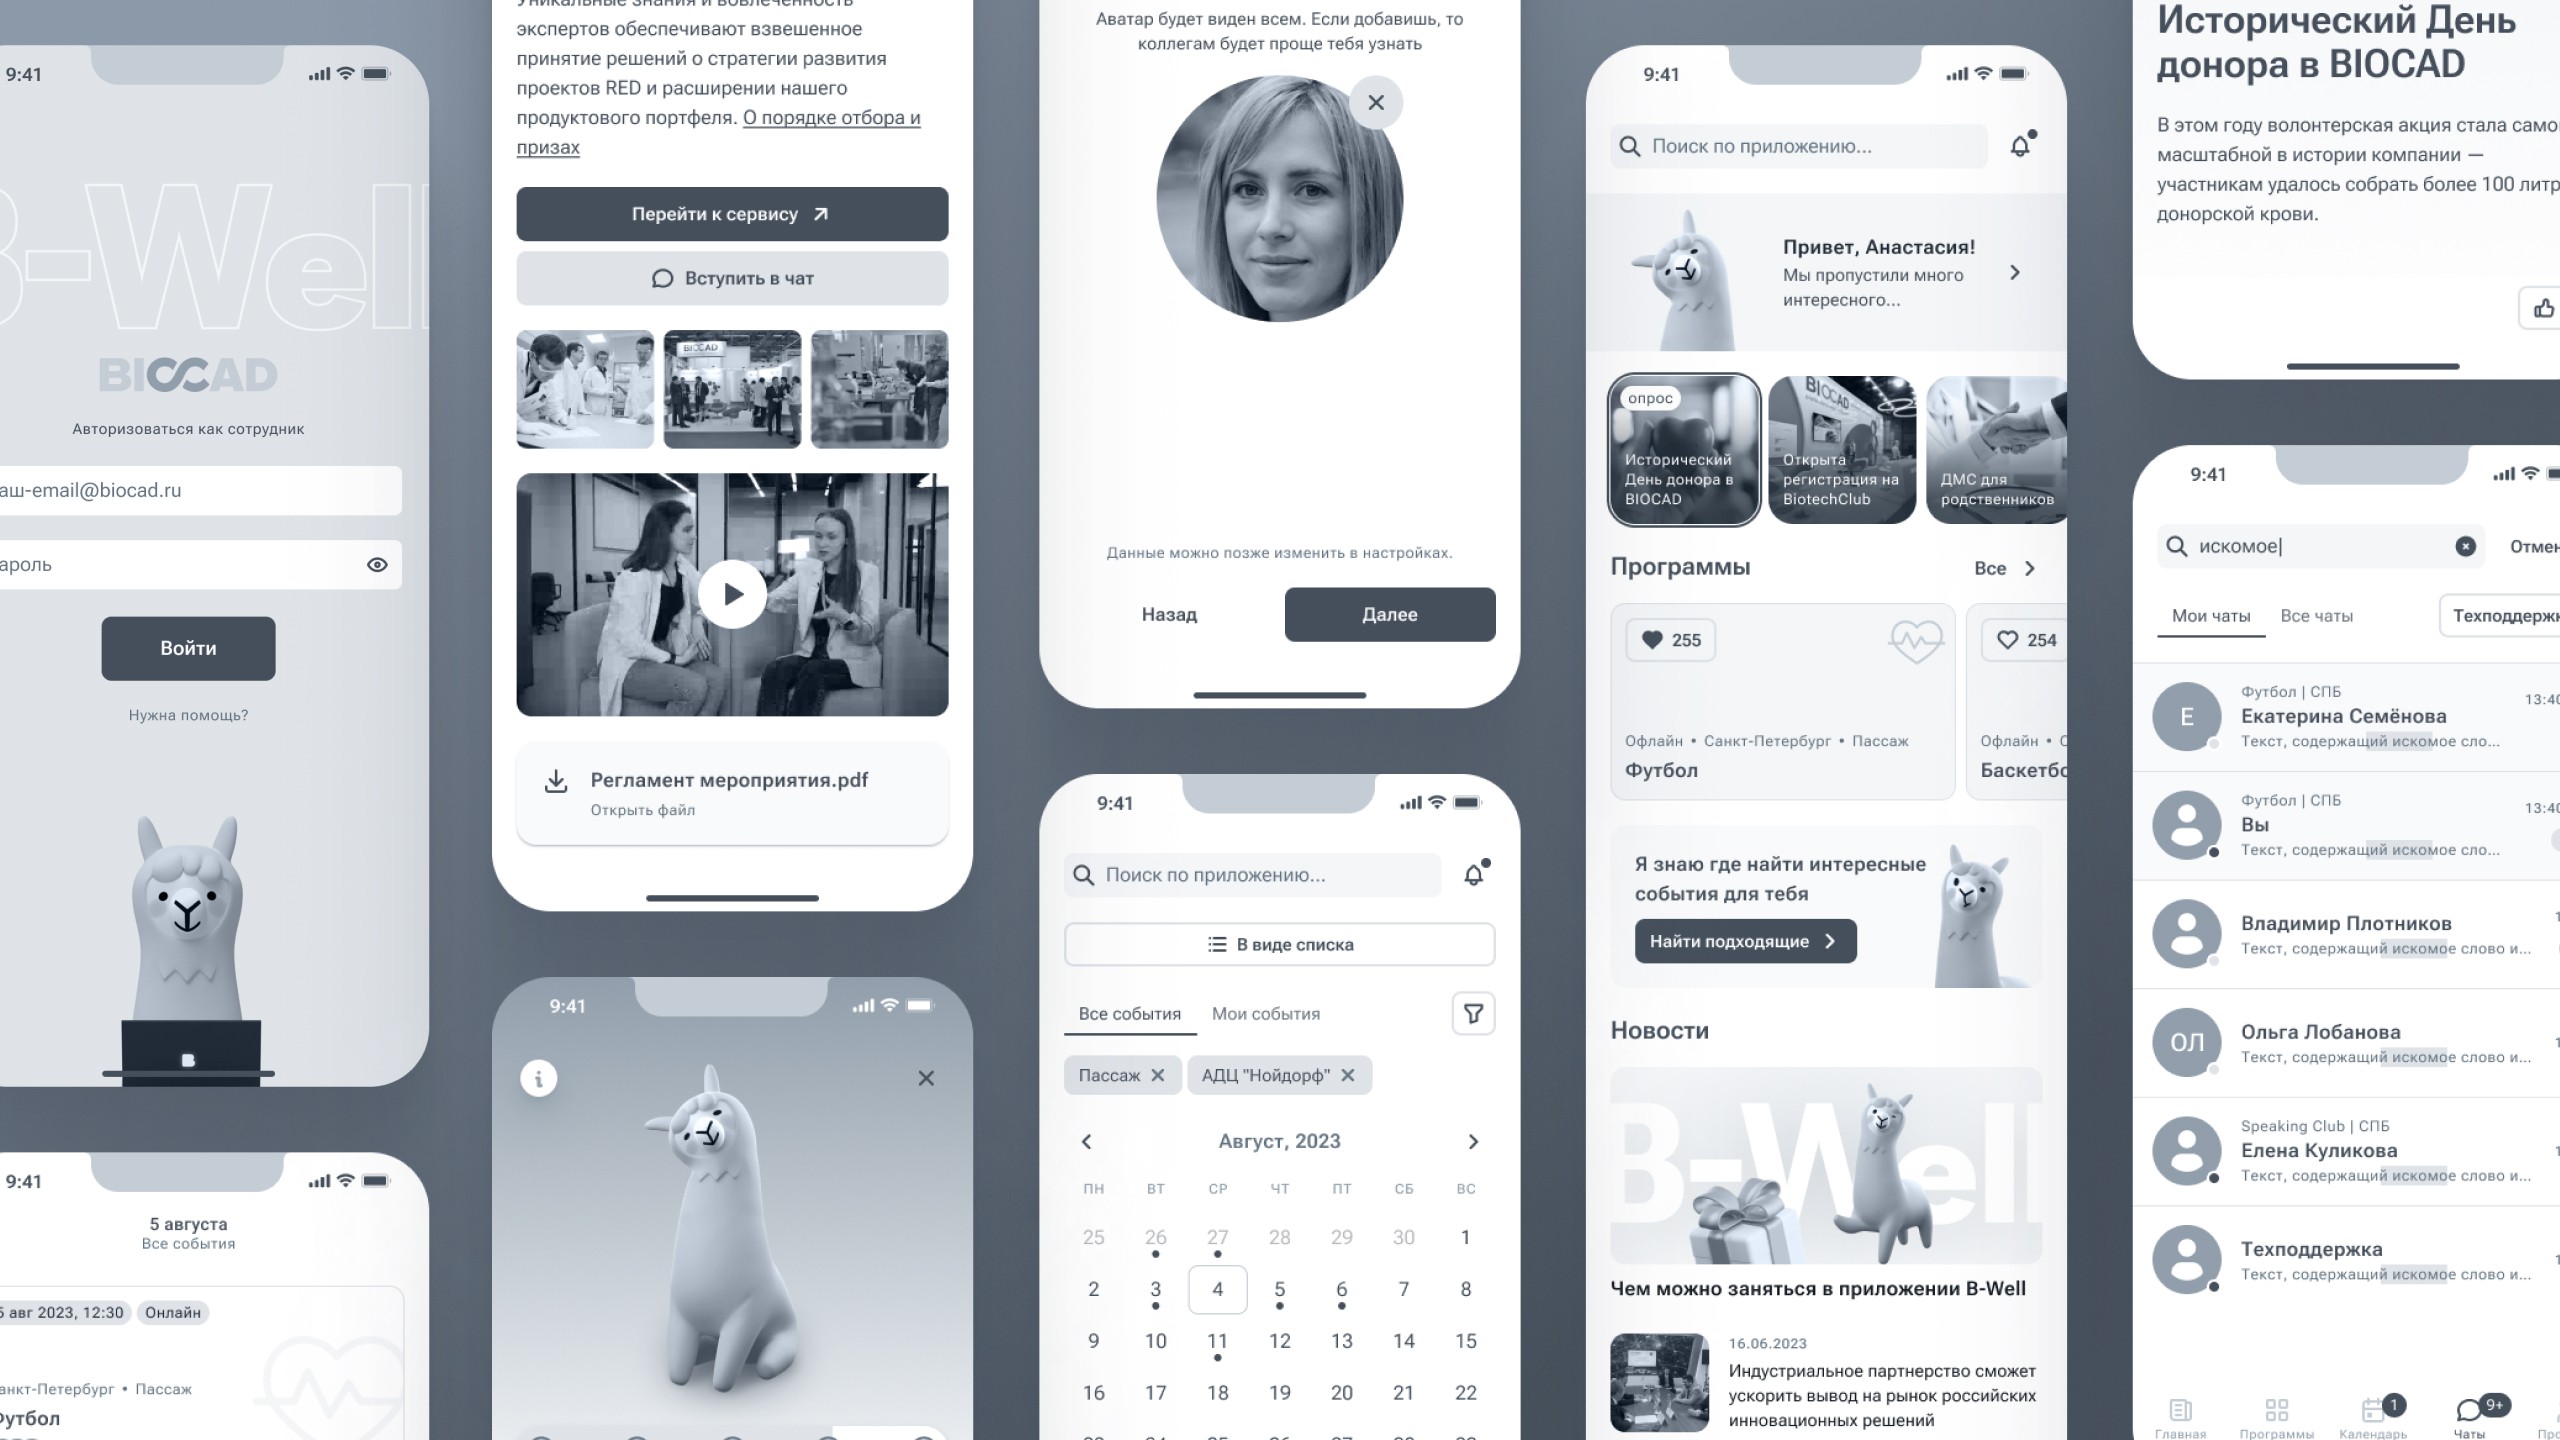 9:41
B-Well
BIOCAD
Авторизоваться как сотрудник
аш-email@biocad.ru
ароль
Войти
Нужна помощь?
B
9:41
5 августа
Все события
5 авг 2023, 12:30
Онлайн
анкт-Петербург • Пассаж
Футбол
Уникальные знания и вовлеченность
экспертов обеспечивают взвешенное
принятие решений о стратегии развития
проектов RED и расширении нашего
продуктового портфеля. О порядке отбора и
призах
Перейти к сервису
Вступить в чат
BIOCAD
Регламент мероприятия.pdf
Открыть файл
9:41
Аватар будет виден всем. Если добавишь, то
коллегам будет проще тебя узнать
Данные можно позже изменить в настройках.
Назад
Далее
9:41
Поиск по приложению...
В виде списка
Все события
Мои события
Пассаж
АДЦ "Нойдорф"
Август, 2023
ПН ВТ СР ЧТ ПТ СБ ВС
25 26 27 28 29 30 1
2 3 4 5 6 7 8
9 10 11 12 13 14 15
16 17 18 19 20 21 22
9:41
Поиск по приложению...
Привет, Анастасия!
Мы пропустили много
интересного...
опрос
Исторический
День донора в
BIOCAD
BIOCAD
Открыта
регистрация на
BiotechClub
ДМС для
родственников
Программы
Все
255
Офлайн • Санкт-Петербург • Пассаж
Футбол
254
Офлайн • С
Баскетбо
Я знаю где найти интересные
события для тебя
Найти подходящие
Новости
B-Well
Чем можно заняться в приложении B-Well
16.06.2023
Индустриальное партнерство сможет
ускорить вывод на рынок российских
инновационных решений
Исторический День
донора в BIOCAD
В этом году волонтерская акция стала само
масштабной в истории компании —
участникам удалось собрать более 100 литр
донорской крови.
9:41
искомое
Отмен
Мои чаты
Все чаты
Техподдержк
Е
Футбол | СПБ
Екатерина Семёнова
Текст, содержащий искомое сло...
13:40
Футбол | СПБ
Вы
Текст, содержащий искомое сло...
13:40
Владимир Плотников
Текст, содержащий искомое слово и...
ОЛ
Ольга Лобанова
Текст, содержащий искомое слово и...
Speaking Club | СПБ
Елена Куликова
Текст, содержащий искомое слово и...
Техподдержка
Текст, содержащий искомое слово и...
1
9+
Главная
Программы
Календарь
Чаты
Про